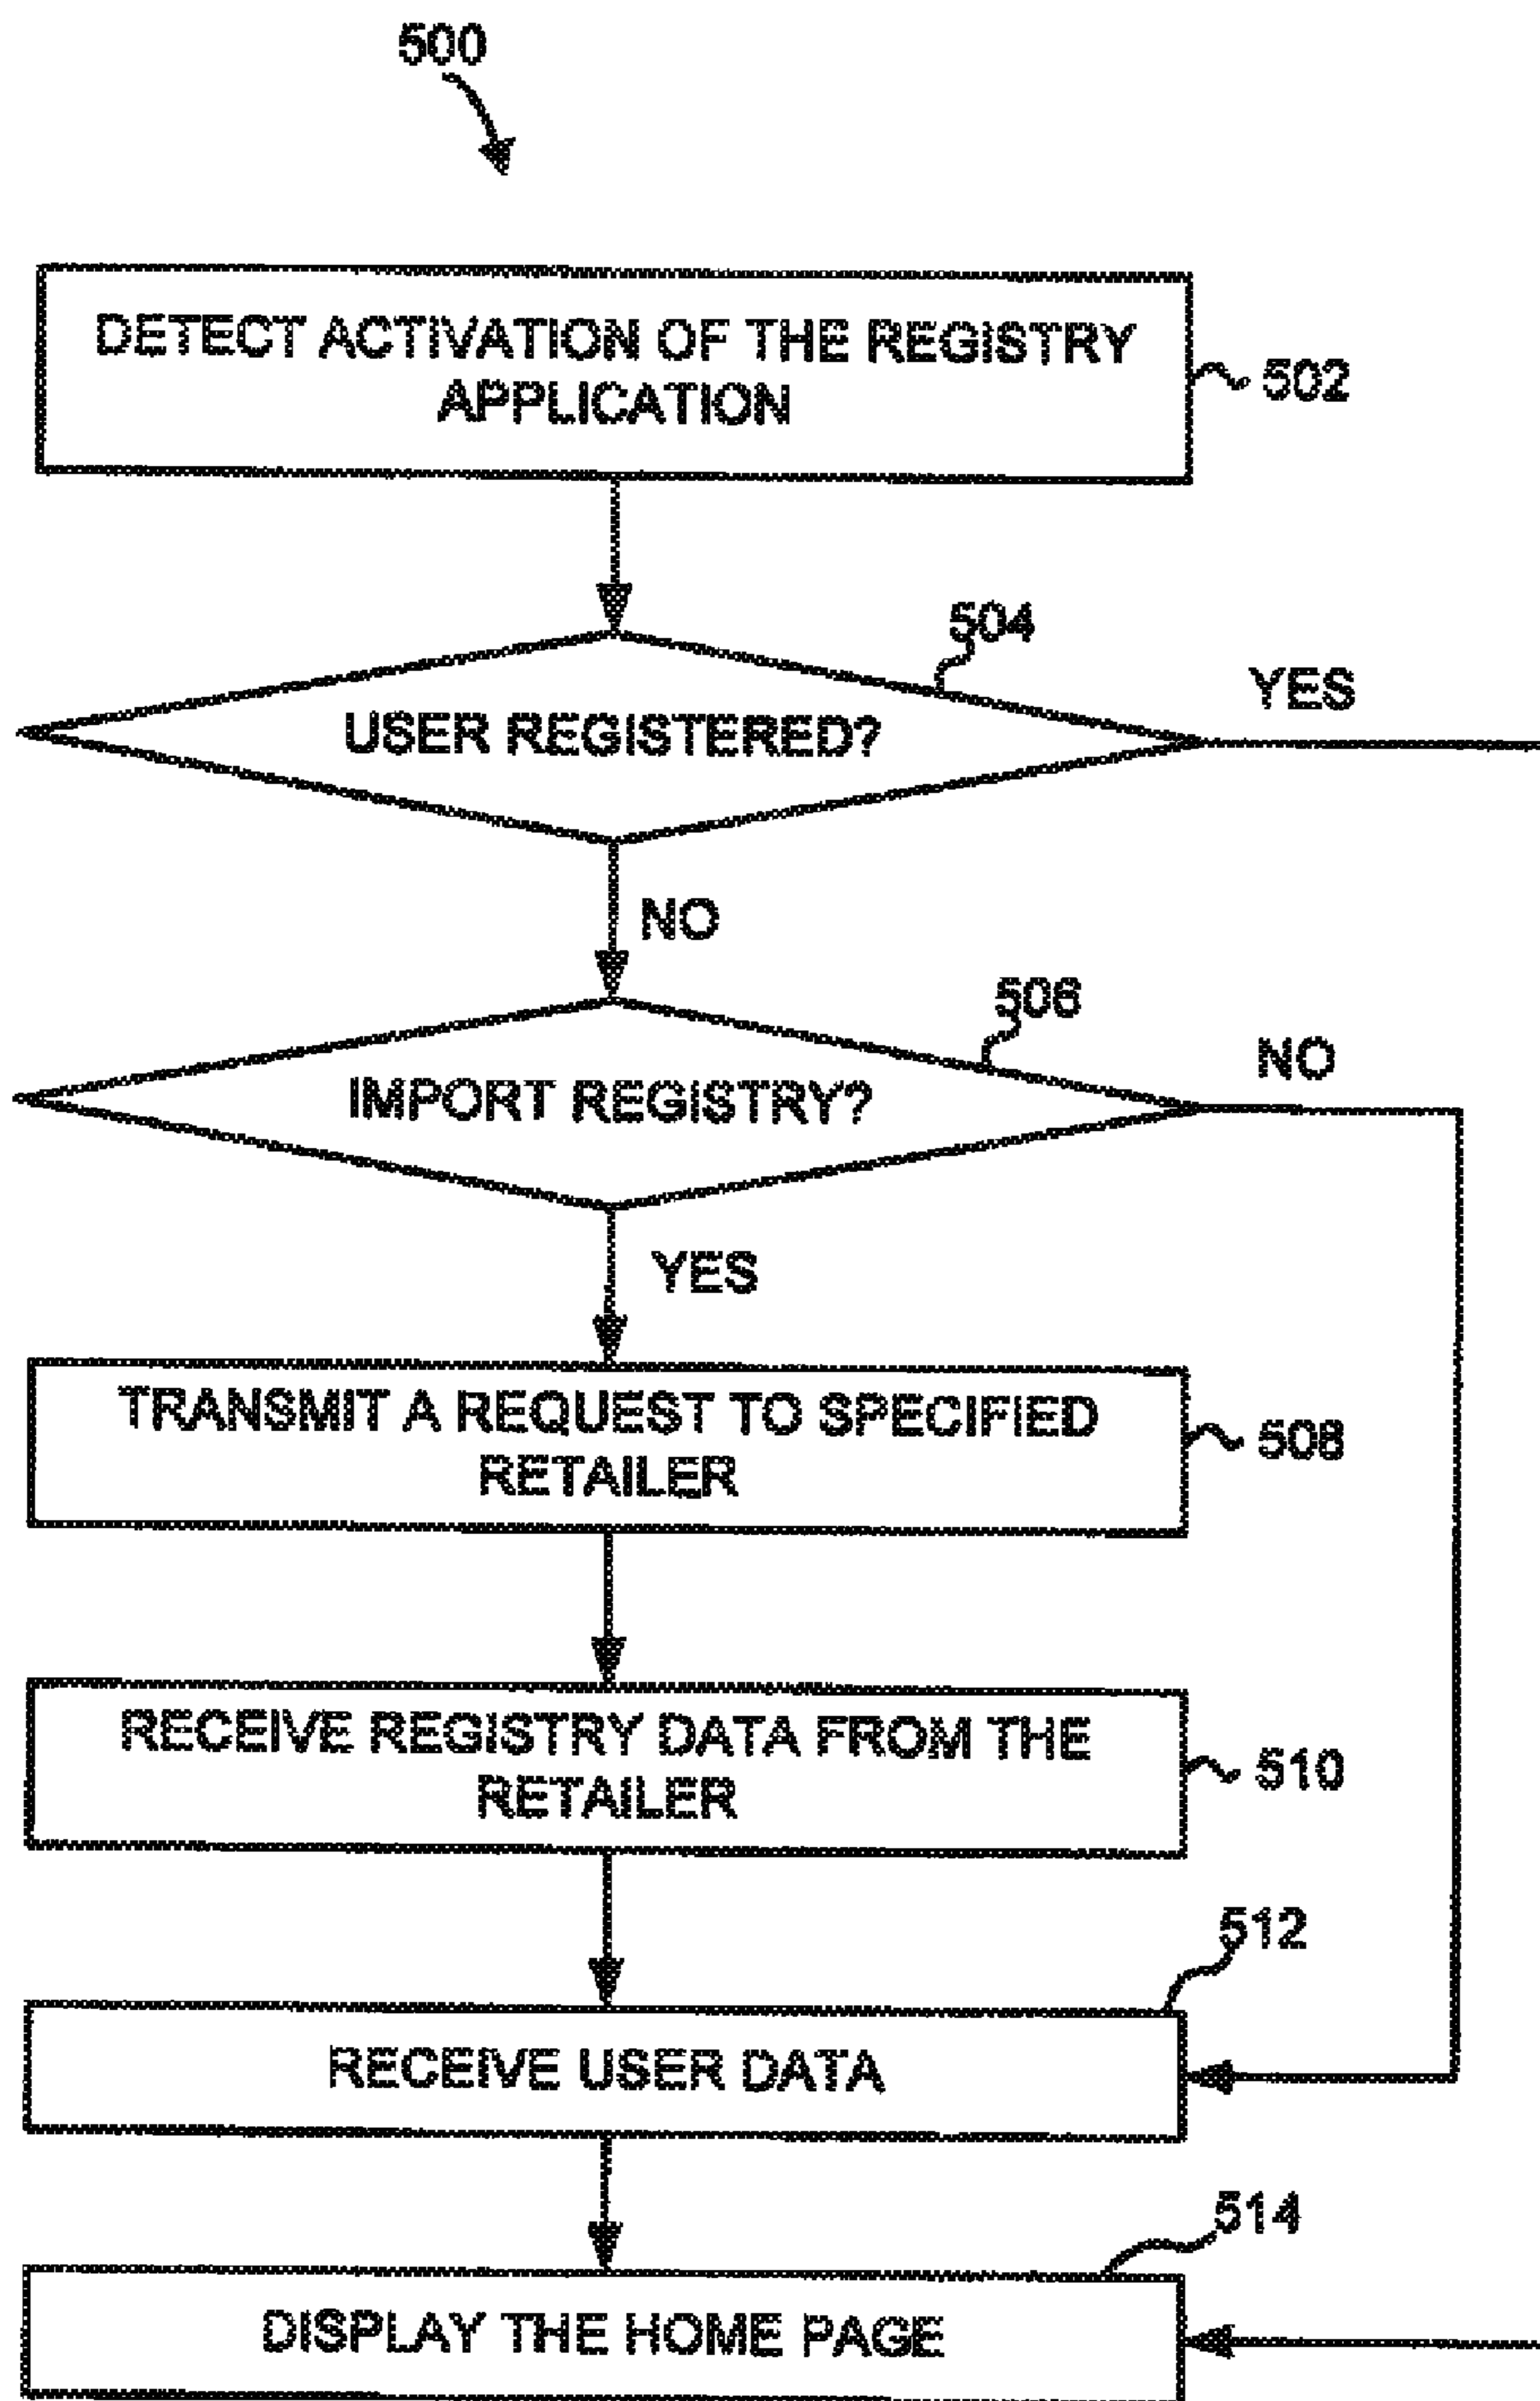 500
DETECT ACTIVATION OF THE REGISTRY
APPLICATION
502
504
USER REGISTERED?
YES
NO
506
IMPORT REGISTRY?
NO
YES
TRANSMIT A REQUEST TO SPECIFIED
RETAILER
508
RECEIVE REGISTRY DATA FROM THE
RETAILER
510
512
RECEIVE USER DATA
514
DISPLAY THE HOME PAGE